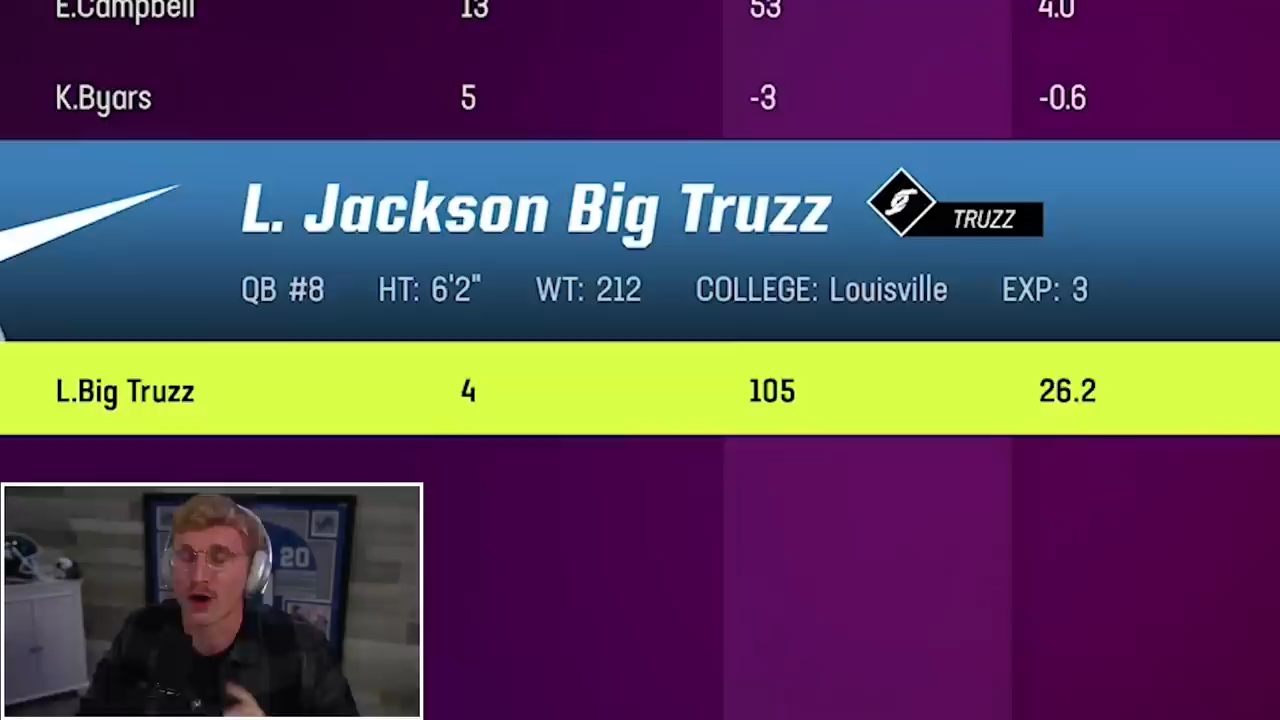 E.Campbell 13 53 4.0
K.Byars 5 -3 -0.6
L. Jackson Big Truzz TRUZZ
QB #8 HT: 6'2" WT: 212 COLLEGE: Louisville EXP: 3
L.Big Truzz 4 105 26.2
20